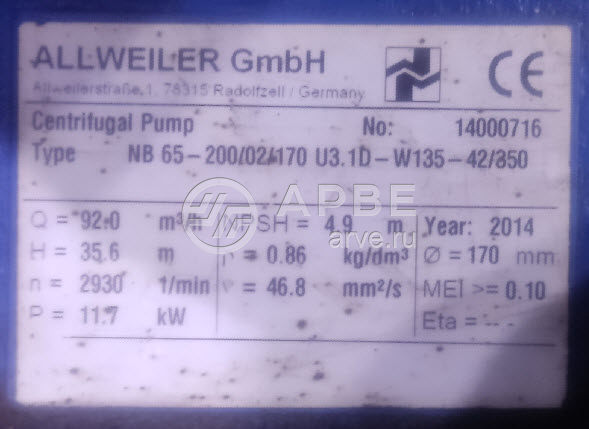 ALLWEILER GmbH
CE
Allweilerstraße 1, 78315 Radolfzell / Germany
Centrifugal Pump No: 14000716
Type NB 65-200/02/170 U3.1D-W135-42/350
Q = 92.0 m³/h NPSH = 4.9 m Year: 2014
H = 35.6 m ρ = 0.86 kg/dm³ Ø = 170 mm
n = 2930 1/min ν = 46.8 mm²/s MEI >= 0.10
P = 11.7 kW Eta = -- -
АРВЕ
arve.ru